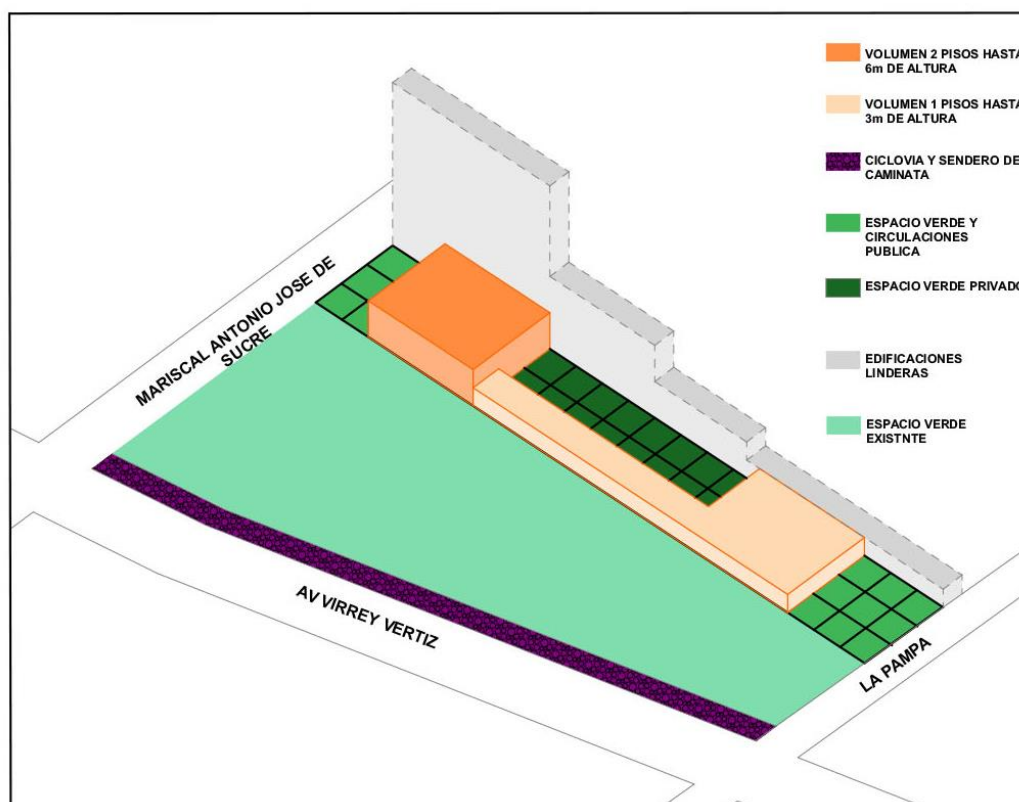 VOLUMEN 2 PISOS HASTA
6m DE ALTURA
VOLUMEN 1 PISOS HASTA
3m DE ALTURA
CICLOVIA Y SENDERO DE
CAMINATA
ESPACIO VERDE Y
CIRCULACIONES
PUBLICA
ESPACIO VERDE PRIVADO
EDIFICACIONES
LINDERAS
ESPACIO VERDE
EXISTNTE
MARISCAL ANTONIO JOSE DE
SUCRE
AV VIRREY VERTIZ
LA PAMPA